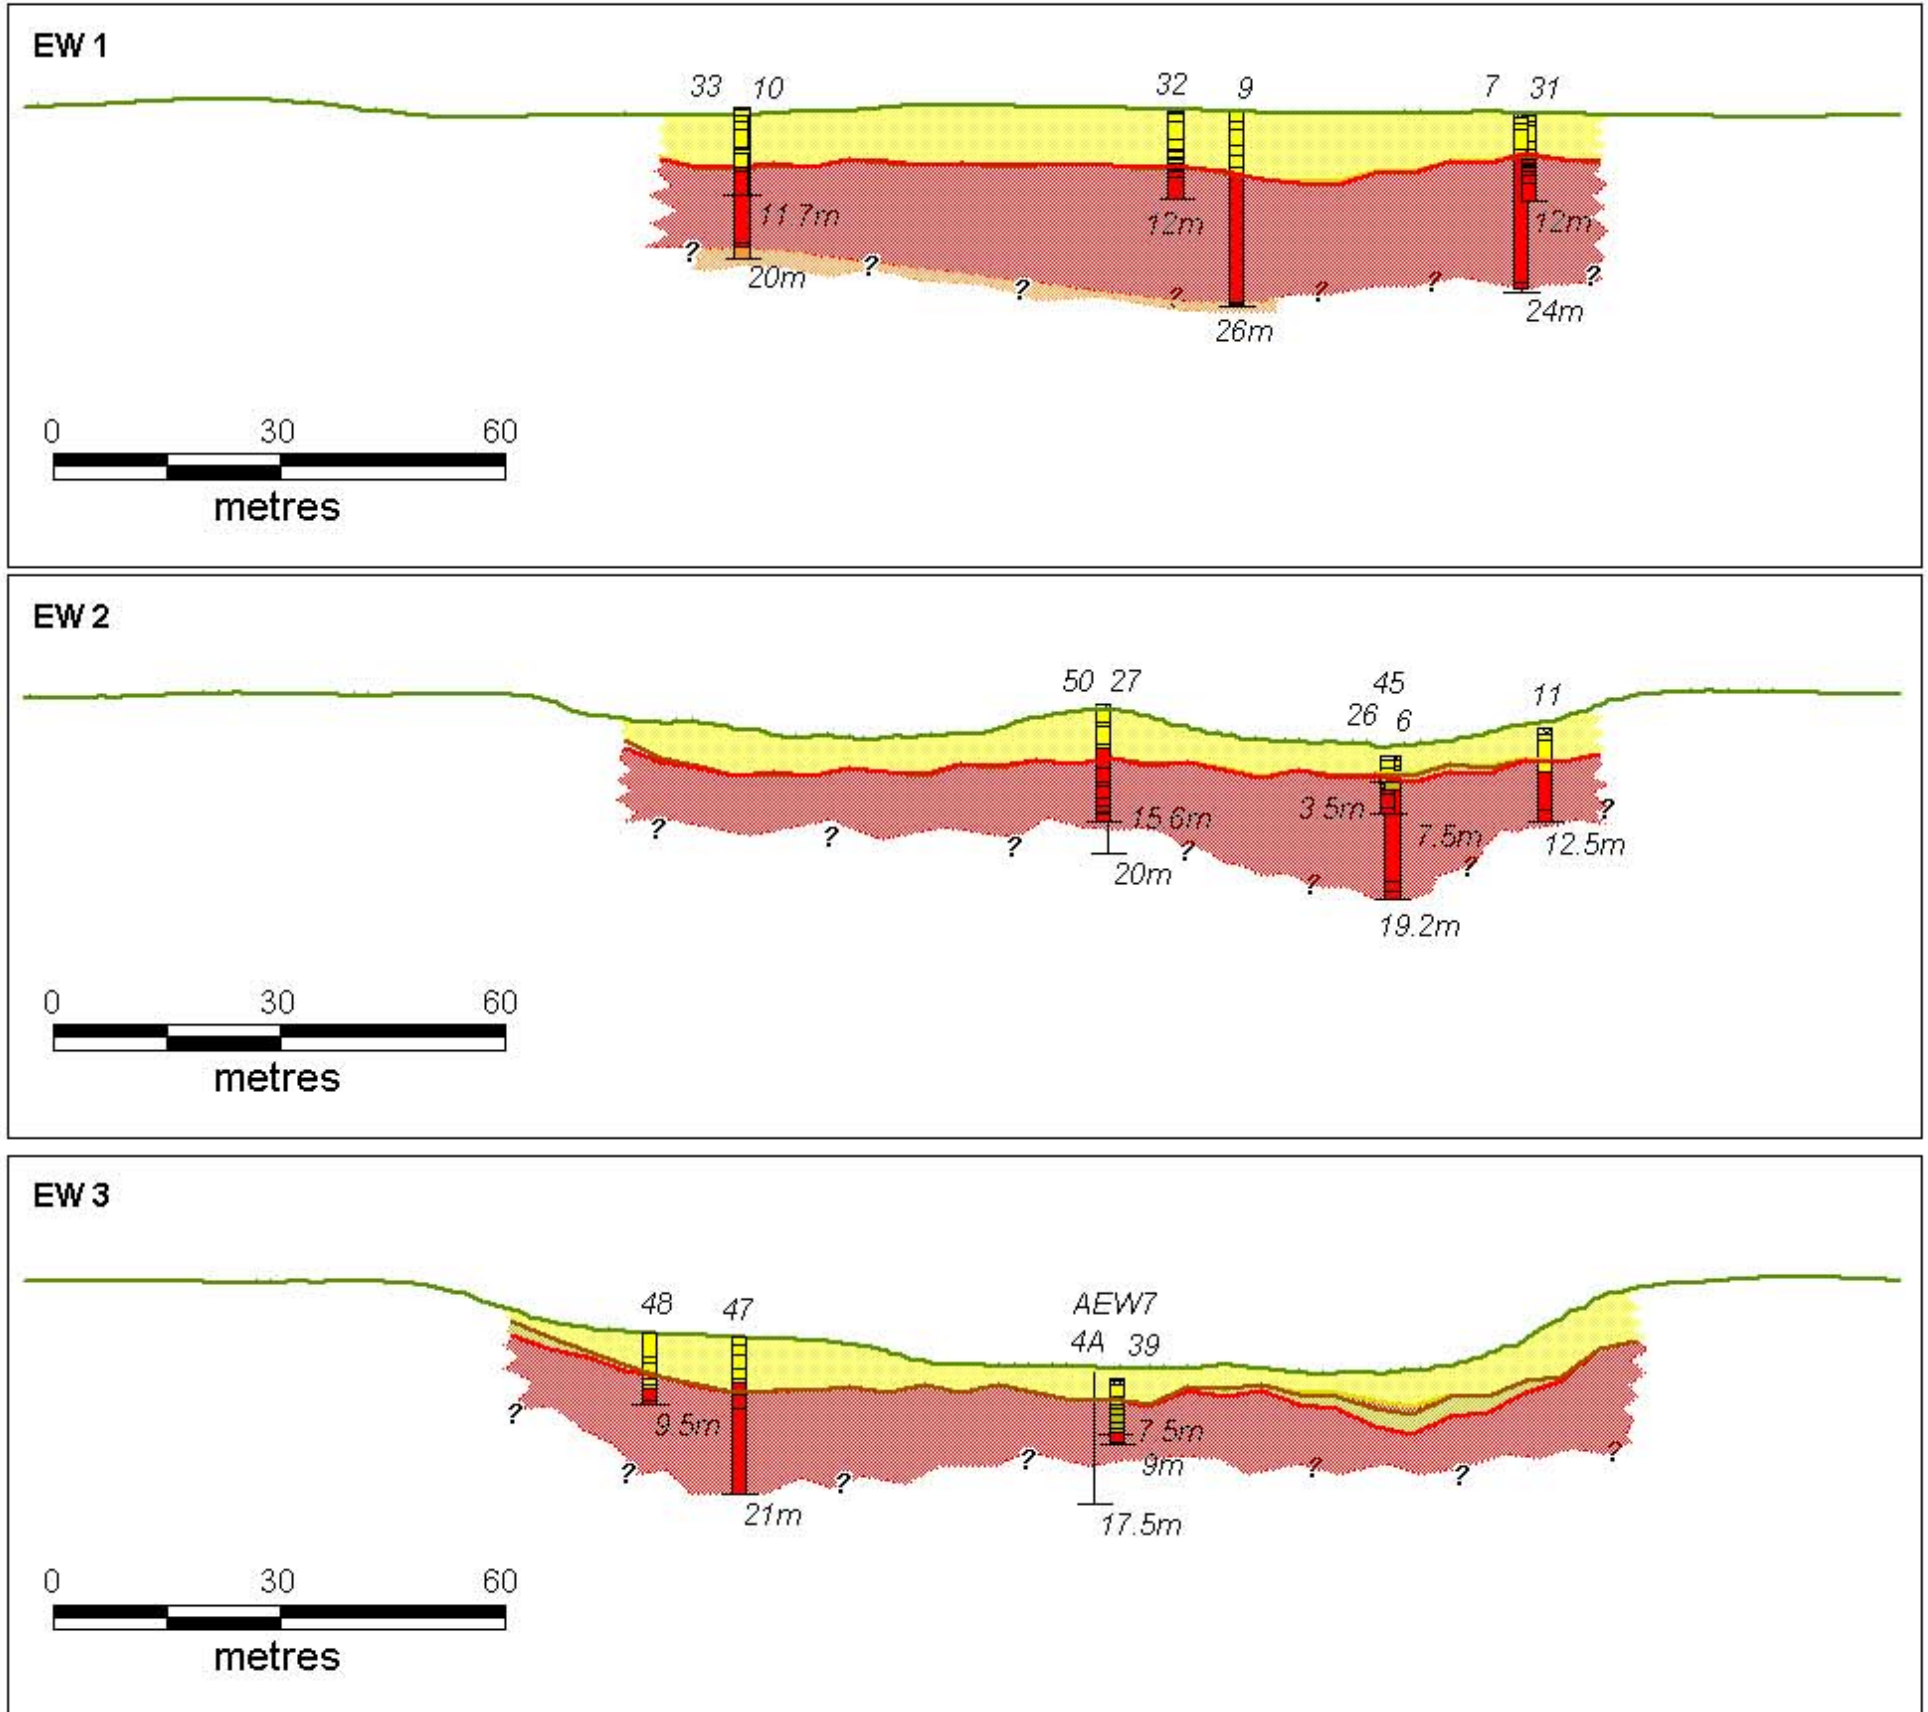 EW 1
33 10 32 9 7 31
11.7m 12m 12m
? ? ? ? ? ? ?
20m 26m 24m
0 30 60
metres
EW 2
50 27 45 11
26 6
3.5m 15.6m 7.5m 12.5m
? ? ? ? ? ? ?
20m 19.2m
0 30 60
metres
EW 3
48 47 AEW7
4A 39
9.5m 7.5m
9m
? ? ? ? ? ? ?
21m 17.5m
0 30 60
metres